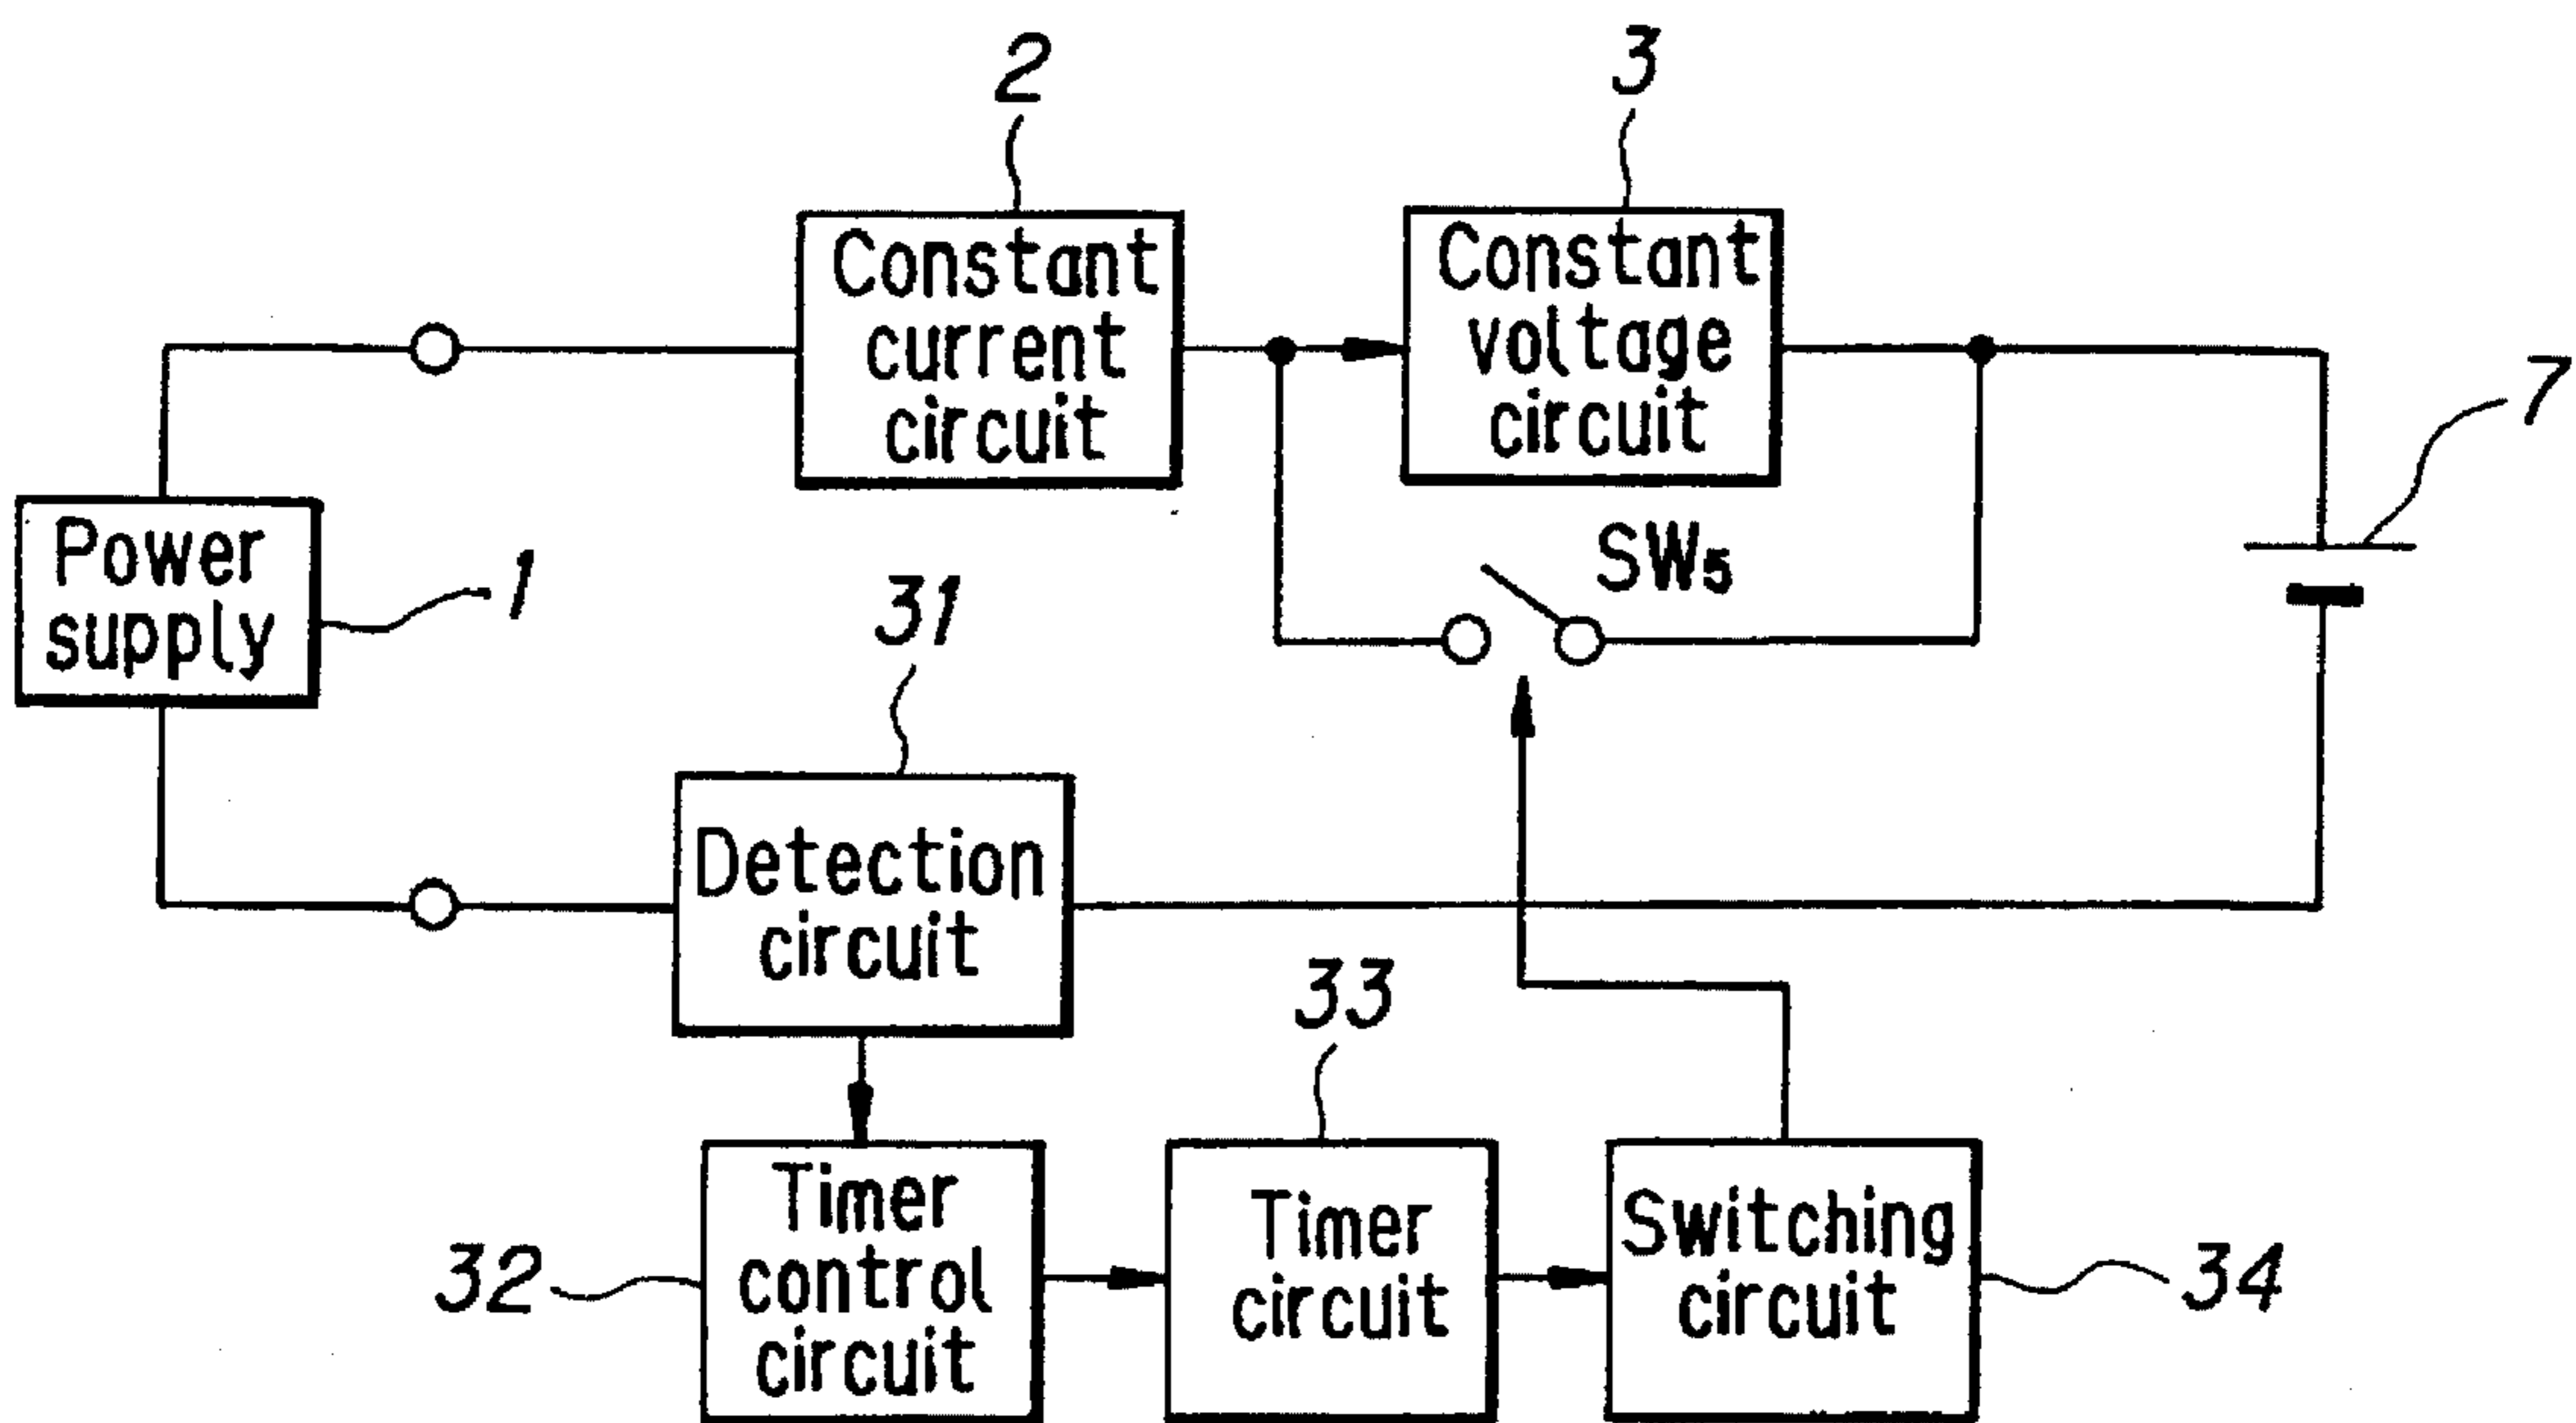 2
3
Constant
current
circuit
Constant
voltage
circuit
7
Power
supply
1
SW5
31
Detection
circuit
33
Timer
control
circuit
32
Timer
circuit
Switching
circuit
34